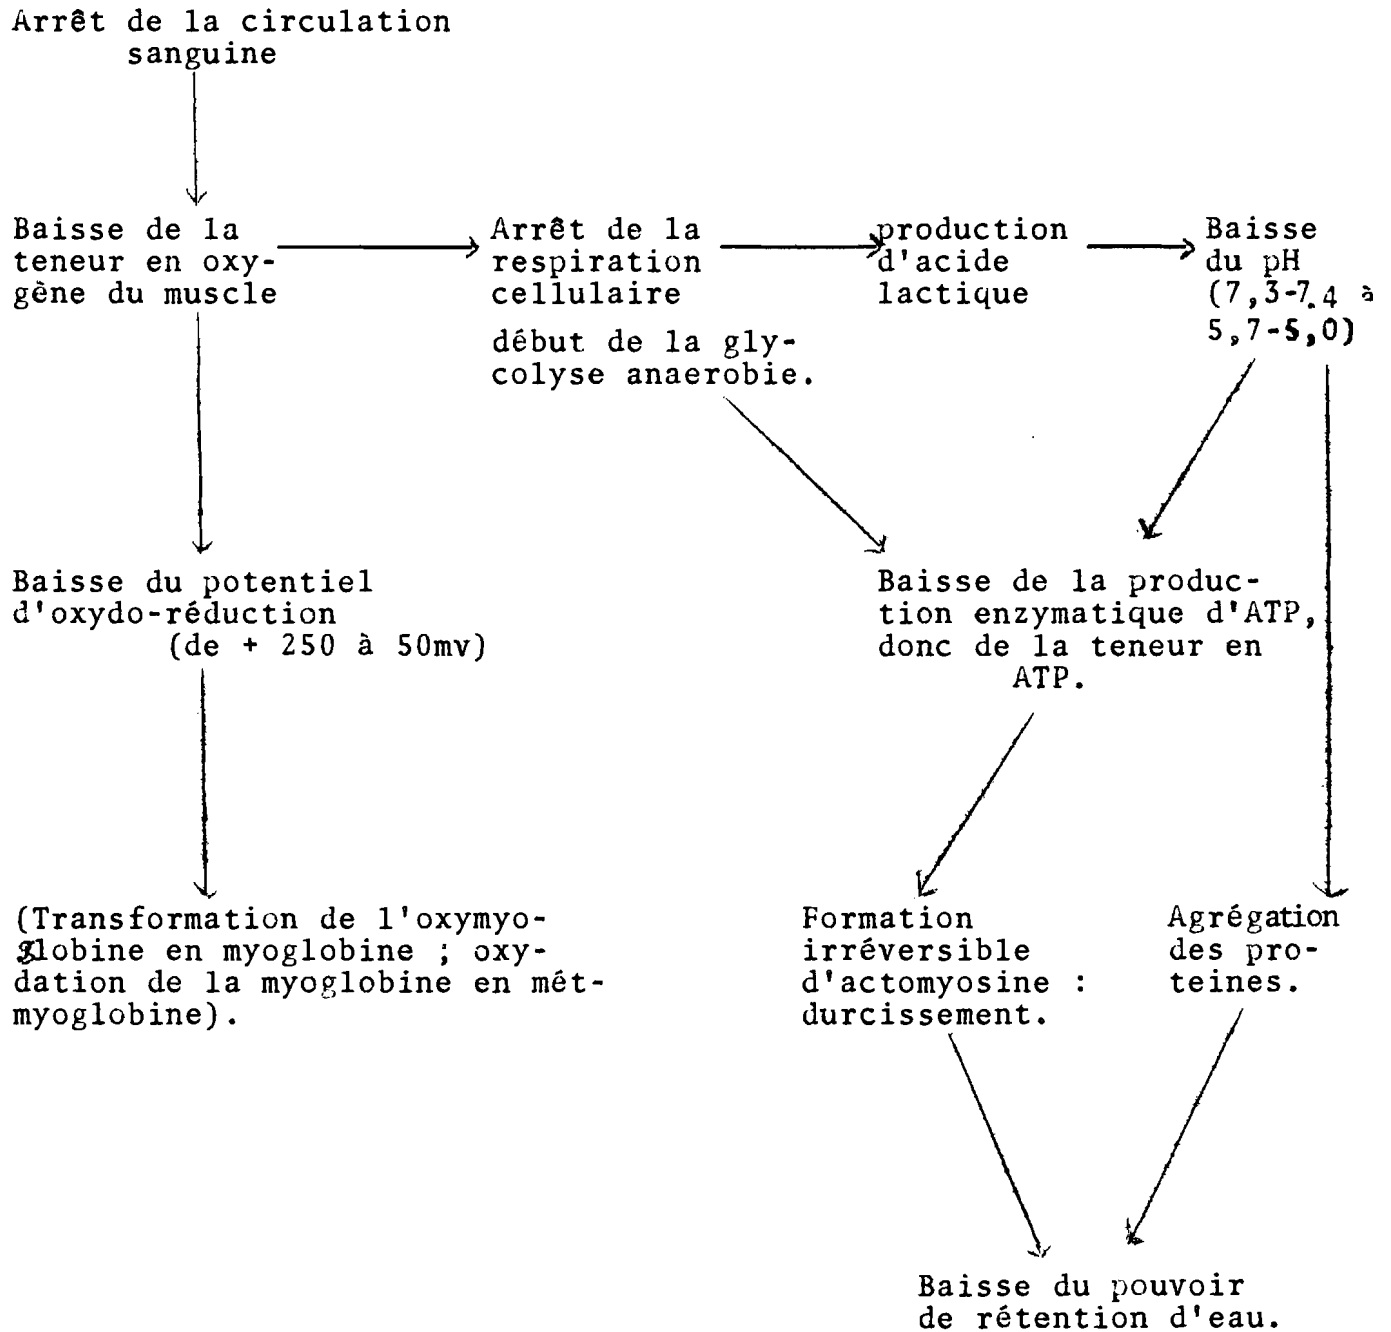 Arrêt de la circulation
sanguine
Baisse de la
teneur en oxy-
gène du muscle
Arrêt de la
respiration
cellulaire
début de la gly-
colyse anaerobie.
production
d'acide
lactique
Baisse
du pH
(7,3-7.4 à
5,7-5,0)
Baisse du potentiel
d'oxydo-réduction
(de + 250 à 50mv)
Baisse de la produc-
tion enzymatique d'ATP,
donc de la teneur en
ATP.
(Transformation de l'oxymyo-
globine en myoglobine ; oxy-
dation de la myoglobine en mét-
myoglobine).
Formation
irréversible
d'actomyosine :
durcissement.
Agrégation
des pro-
teines.
Baisse du pouvoir
de rétention d'eau.